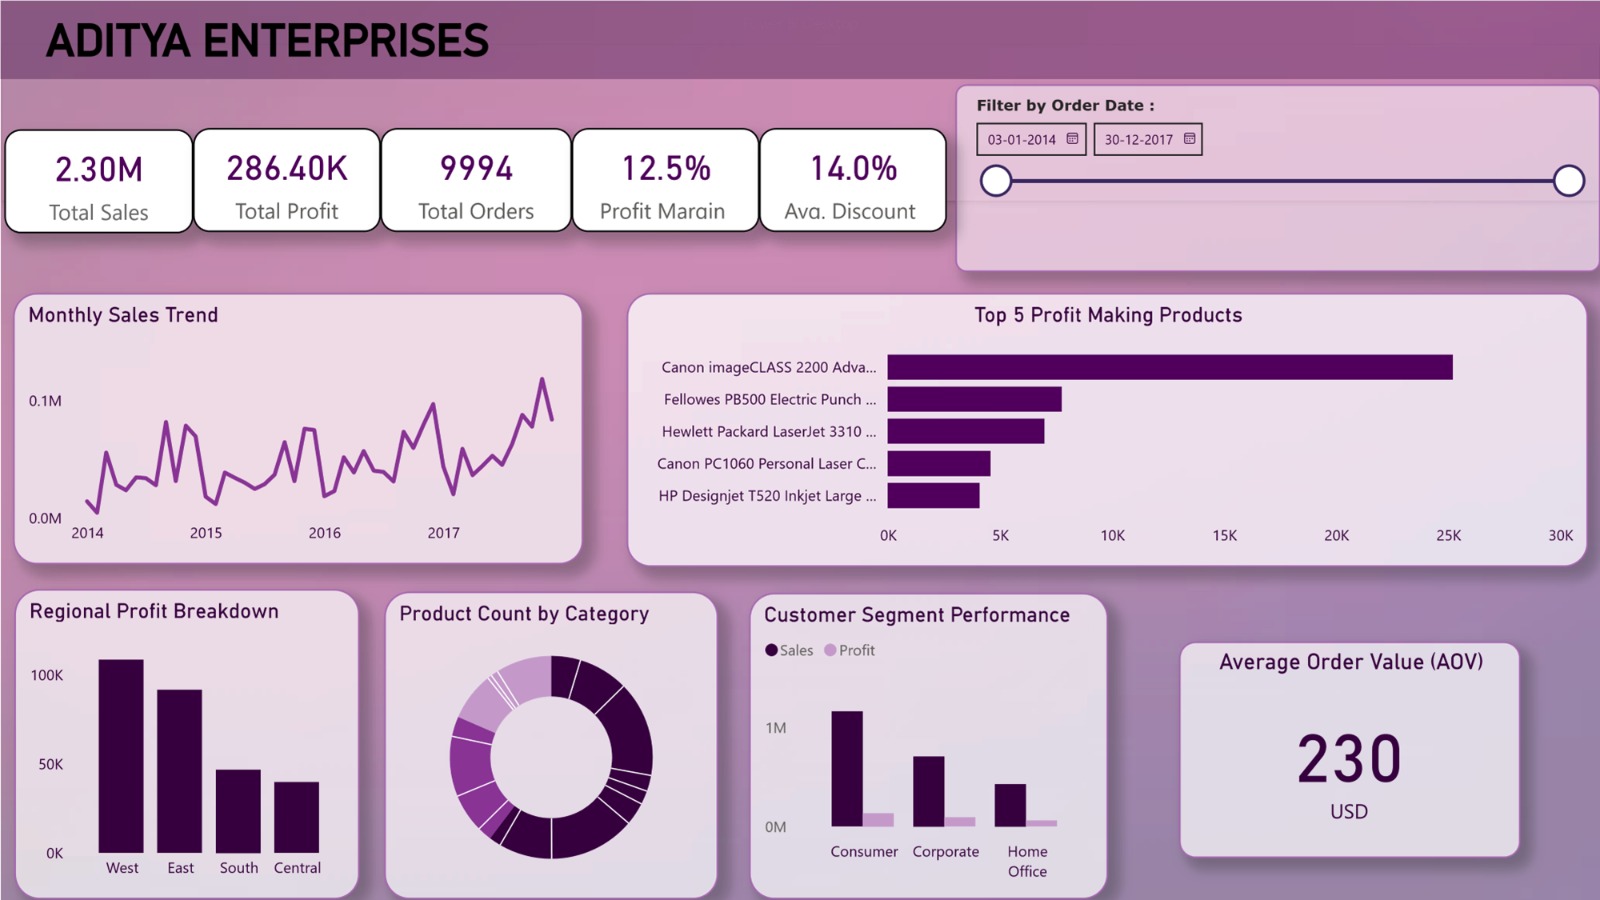 ADITYA ENTERPRISES
Filter by Order Date :
03-01-2014
30-12-2017
2.30M
Total Sales
286.40K
Total Profit
9994
Total Orders
12.5%
Profit Margin
14.0%
Avg. Discount
Monthly Sales Trend
0.1M
0.0M
2014 2015 2016 2017
Top 5 Profit Making Products
Canon imageCLASS 2200 Adva...
Fellowes PB500 Electric Punch ...
Hewlett Packard LaserJet 3310 ...
Canon PC1060 Personal Laser C...
HP Designjet T520 Inkjet Large ...
0K 5K 10K 15K 20K 25K 30K
Regional Profit Breakdown
100K
50K
0K
West East South Central
Product Count by Category
Customer Segment Performance
Sales Profit
1M
0M
Consumer Corporate Home
Office
Average Order Value (AOV)
230
USD